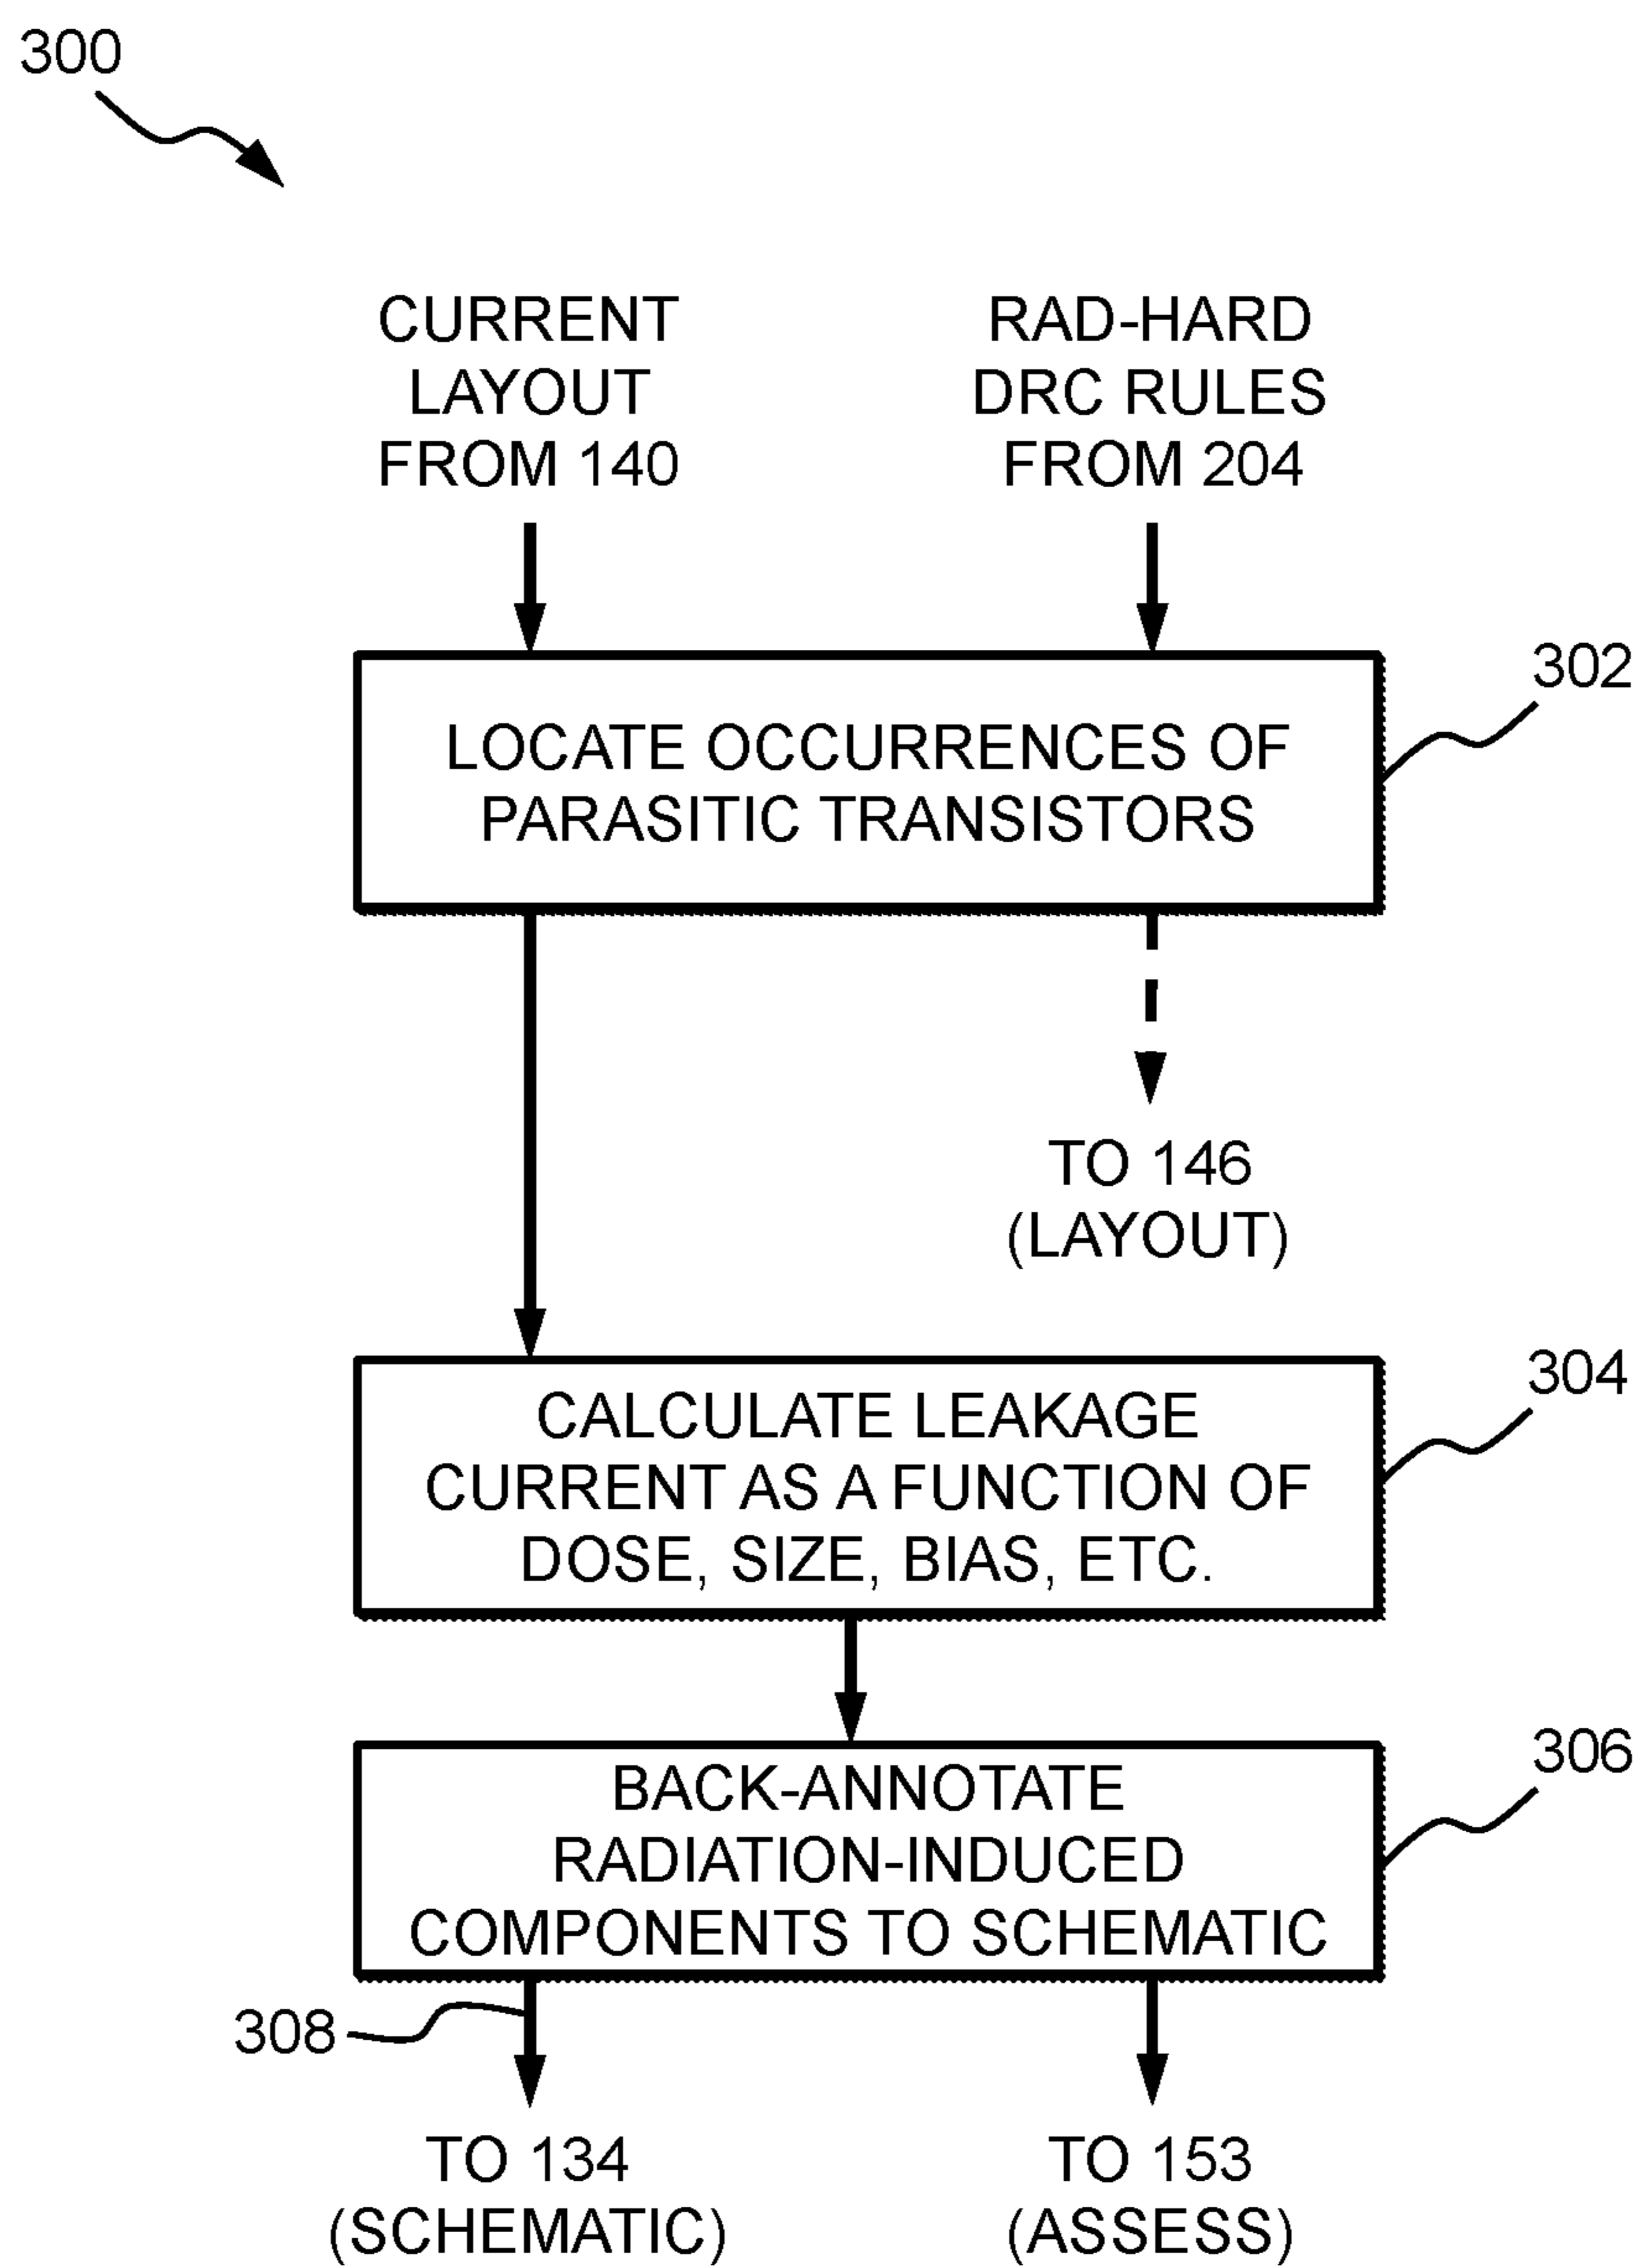 300
CURRENT
LAYOUT
FROM 140
RAD-HARD
DRC RULES
FROM 204
302
LOCATE OCCURRENCES OF
PARASITIC TRANSISTORS
TO 146
(LAYOUT)
304
CALCULATE LEAKAGE
CURRENT AS A FUNCTION OF
DOSE, SIZE, BIAS, ETC.
306
BACK-ANNOTATE
RADIATION-INDUCED
COMPONENTS TO SCHEMATIC
308
TO 134
(SCHEMATIC)
TO 153
(ASSESS)